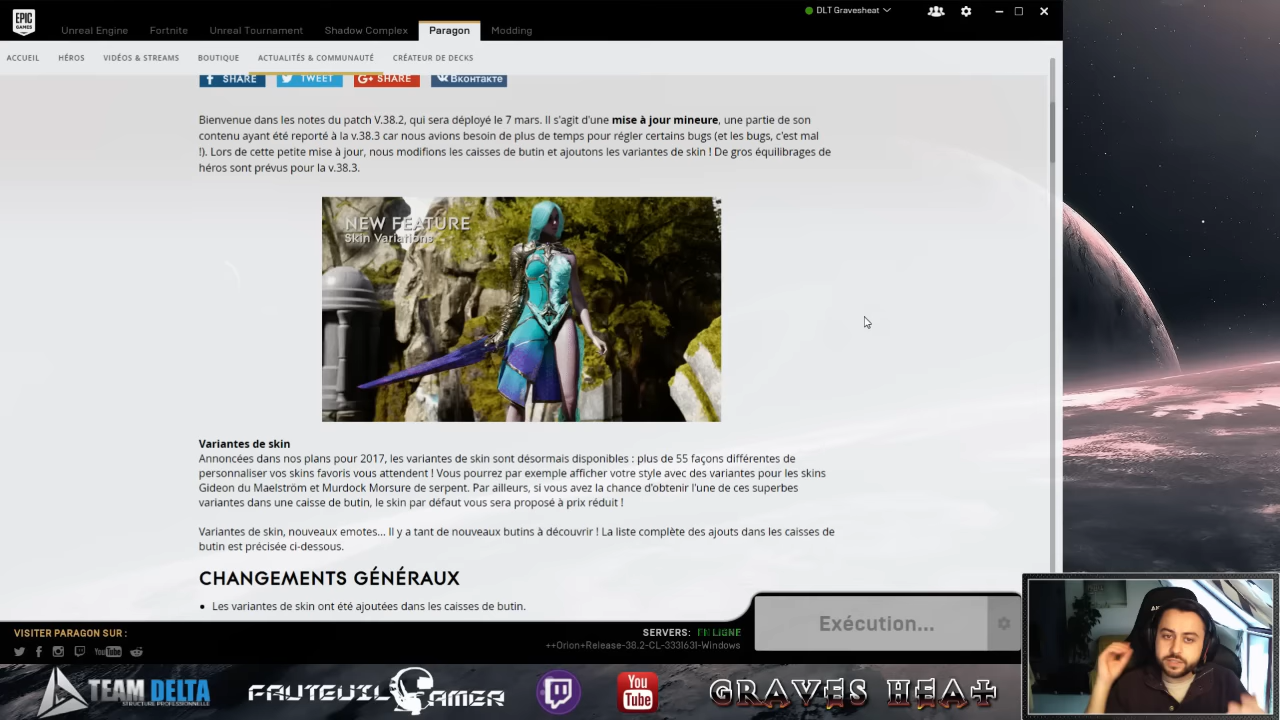 EPIC GAMES
Unreal Engine Fortnite Unreal Tournament Shadow Complex Paragon Modding
DLT Gravesheat
ACCUEIL HÉROS VIDÉOS & STREAMS BOUTIQUE ACTUALITÉS & COMMUNAUTÉ CRÉATEUR DE DECKS
SHARE TWEET G+ SHARE Вконтакте
Bienvenue dans les notes du patch V.38.2, qui sera déployé le 7 mars. Il s'agit d'une mise à jour mineure, une partie de son
contenu ayant été reporté à la v.38.3 car nous avions besoin de plus de temps pour régler certains bugs (et les bugs, c'est mal
!). Lors de cette petite mise à jour, nous modifions les caisses de butin et ajoutons les variantes de skin ! De gros équilibrages de
héros sont prévus pour la v.38.3.
NEW FEATURE
Skin Variations
Variantes de skin
Annoncées dans nos plans pour 2017, les variantes de skin sont désormais disponibles : plus de 55 façons différentes de
personnaliser vos skins favoris vous attendent ! Vous pourrez par exemple afficher votre style avec des variantes pour les skins
Gideon du Maelström et Murdock Morsure de serpent. Par ailleurs, si vous avez la chance d'obtenir l'une de ces superbes
variantes dans une caisse de butin, le skin par défaut vous sera proposé à prix réduit !
Variantes de skin, nouveaux emotes... Il y a tant de nouveaux butins à découvrir ! La liste complète des ajouts dans les caisses de
butin est précisée ci-dessous.
CHANGEMENTS GÉNÉRAUX
• Les variantes de skin ont été ajoutées dans les caisses de butin.
VISITER PARAGON SUR :
You Tube
SERVERS: EN LIGNE
++Orion+Release-38.2-CL-3331631-Windows
Exécution...
TEAM DELTA
STRUCTURE PROFESSIONNELLE
FAUTEUIL GAMER
You Tube
GRAVES HEAT